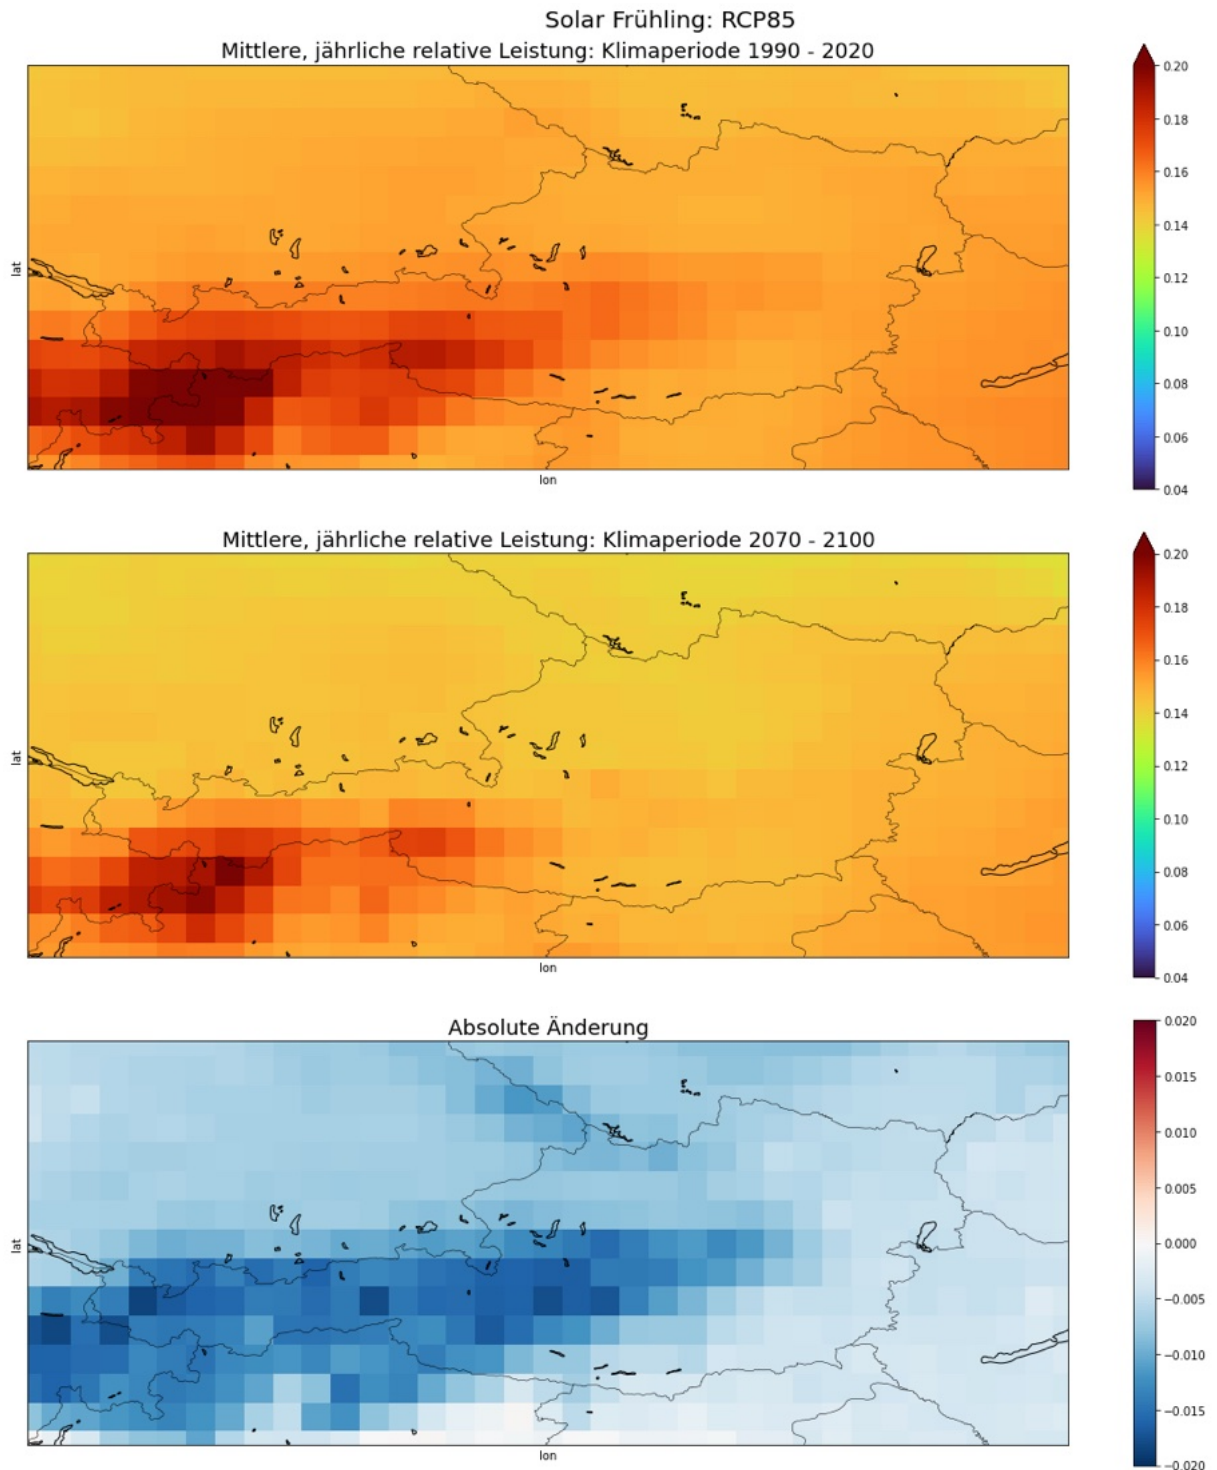 Solar Frühling: RCP85
Mittlere, jährliche relative Leistung: Klimaperiode 1990 - 2020
lat
lon
0.20
0.18
0.16
0.14
0.12
0.10
0.08
0.06
0.04
Mittlere, jährliche relative Leistung: Klimaperiode 2070 - 2100
lat
lon
0.20
0.18
0.16
0.14
0.12
0.10
0.08
0.06
0.04
Absolute Änderung
lat
lon
0.020
0.015
0.010
0.005
0.000
−0.005
−0.010
−0.015
−0.020